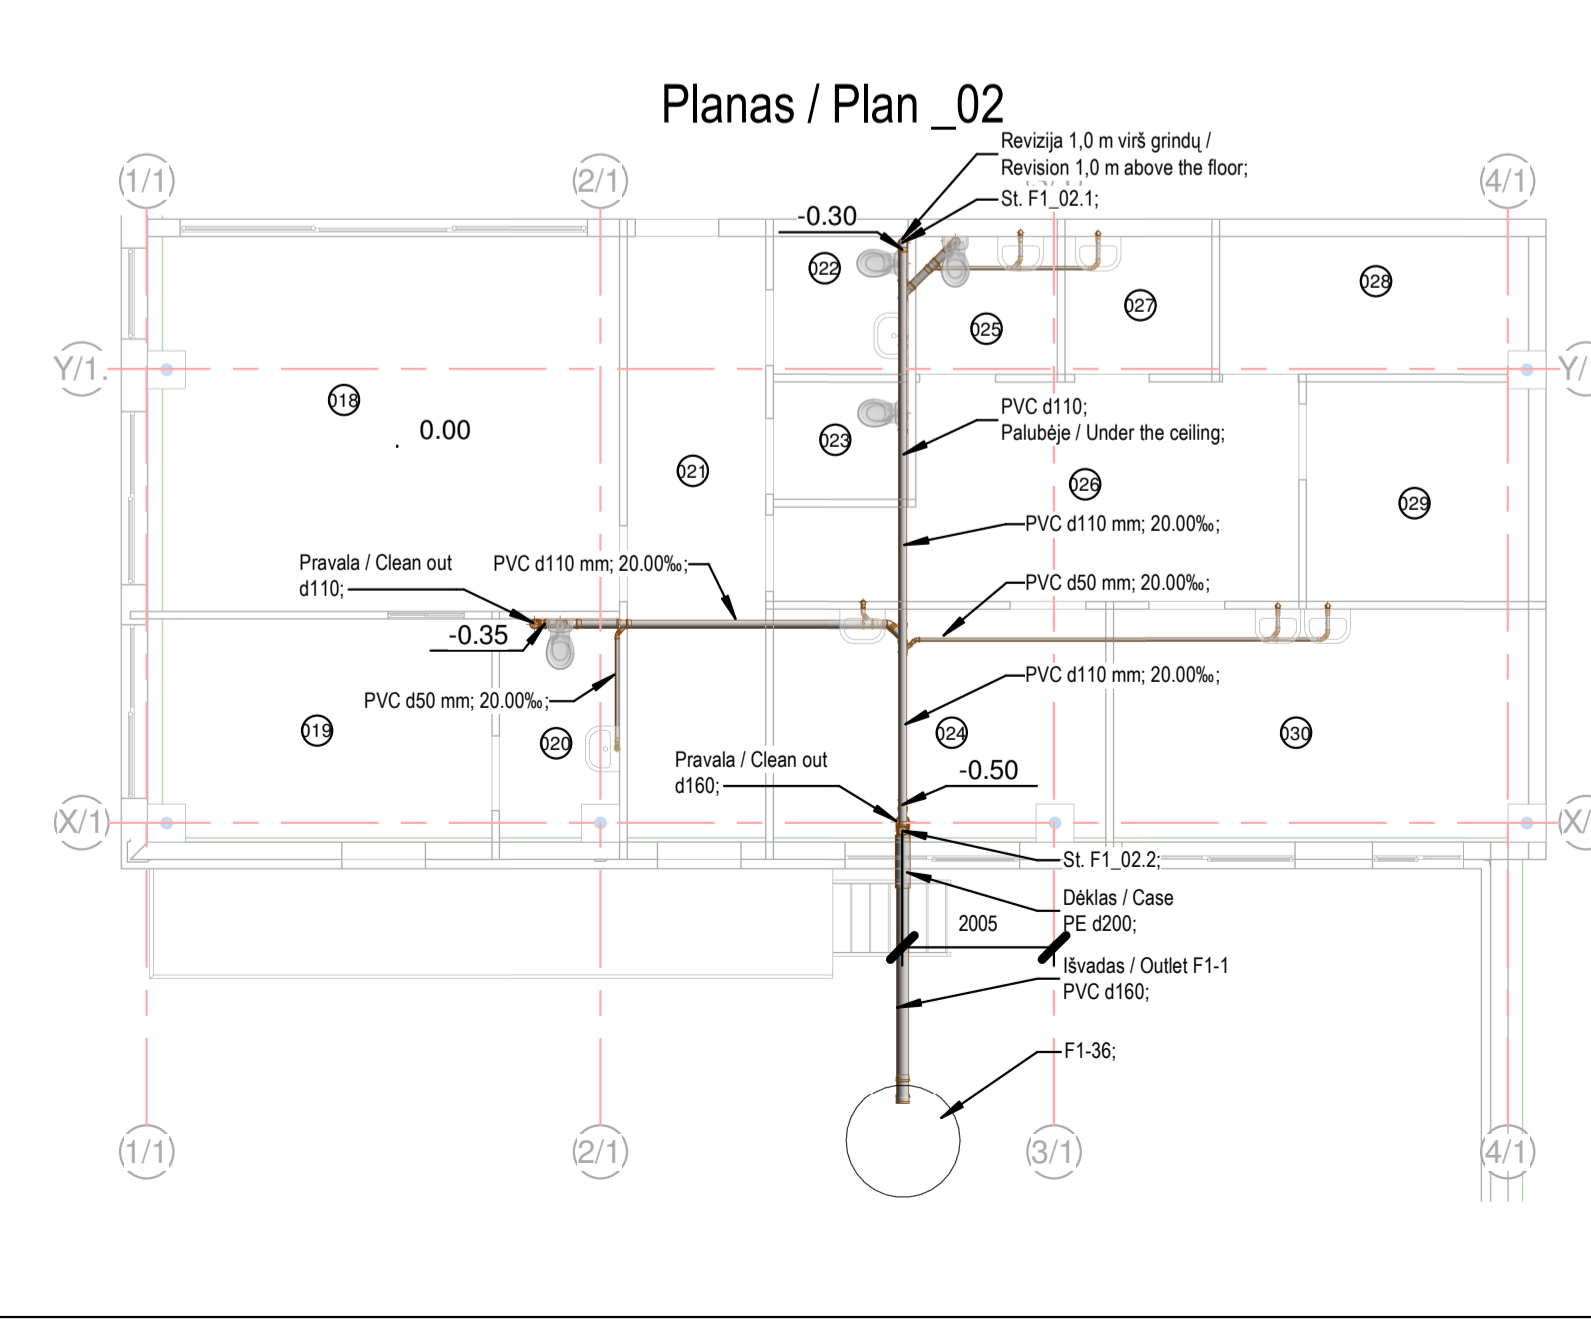 Planas / Plan _02
Revizija 1,0 m virš grindų /
Revision 1,0 m above the floor;
St. F1_02.1;
1/1
2/1
4/1
-0.30
022
028
027
025
Y/1.
018
0.00
PVC d110;
Palubėje / Under the ceiling;
023
021
026
029
PVC d110 mm; 20.00‰;
Pravala / Clean out
d110;
PVC d110 mm; 20.00‰;
PVC d50 mm; 20.00‰;
-0.35
PVC d50 mm; 20.00‰;
PVC d110 mm; 20.00‰;
019
020
024
030
Pravala / Clean out
d160;
-0.50
X/1
X/
St. F1_02.2;
Dėklas / Case
PE d200;
2005
Išvadas / Outlet F1-1
PVC d160;
F1-36;
1/1
2/1
3/1
4/1